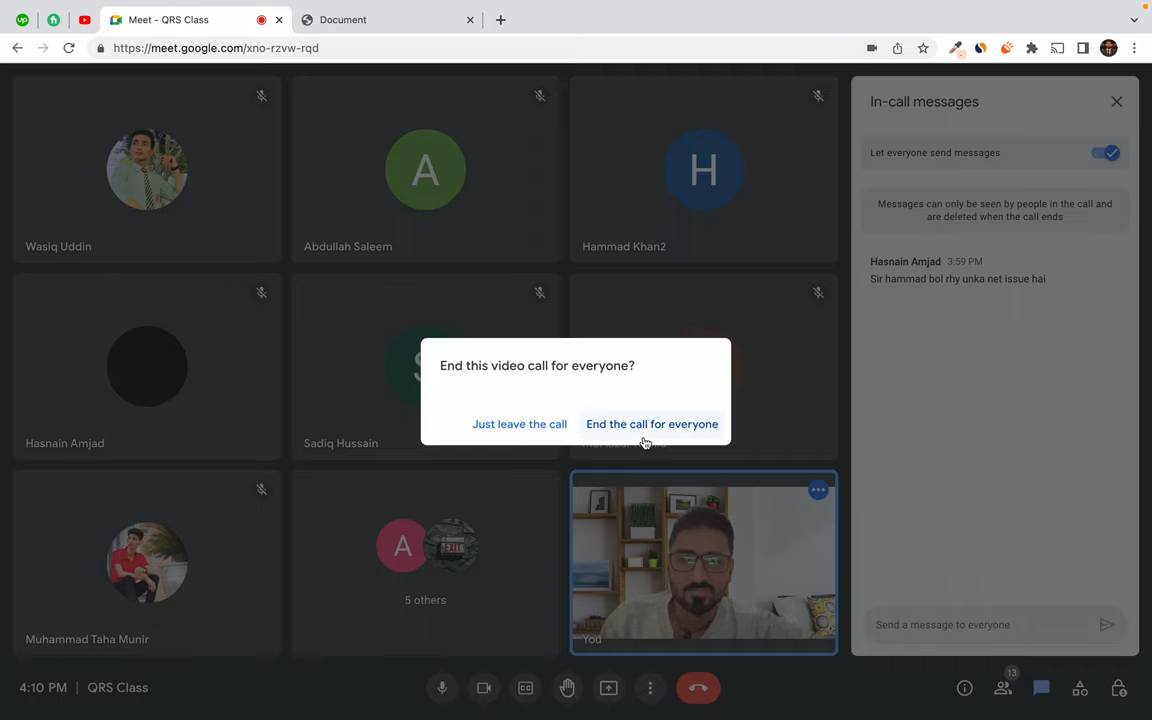 Meet - QRS Class
Document
https://meet.google.com/xno-rzvw-rqd
In-call messages
Let everyone send messages
Messages can only be seen by people in the call and
are deleted when the call ends
Hasnain Amjad 3:59 PM
Sir hammad bol rhy unka net issue hai
A
H
Wasiq Uddin
Abdullah Saleem
Hammad Khan2
End this video call for everyone?
Just leave the call
End the call for everyone
Hasnain Amjad
Sadiq Hussain
A
EXIT
5 others
Muhammad Taha Munir
You
Send a message to everyone
4:10 PM | QRS Class
CC
13